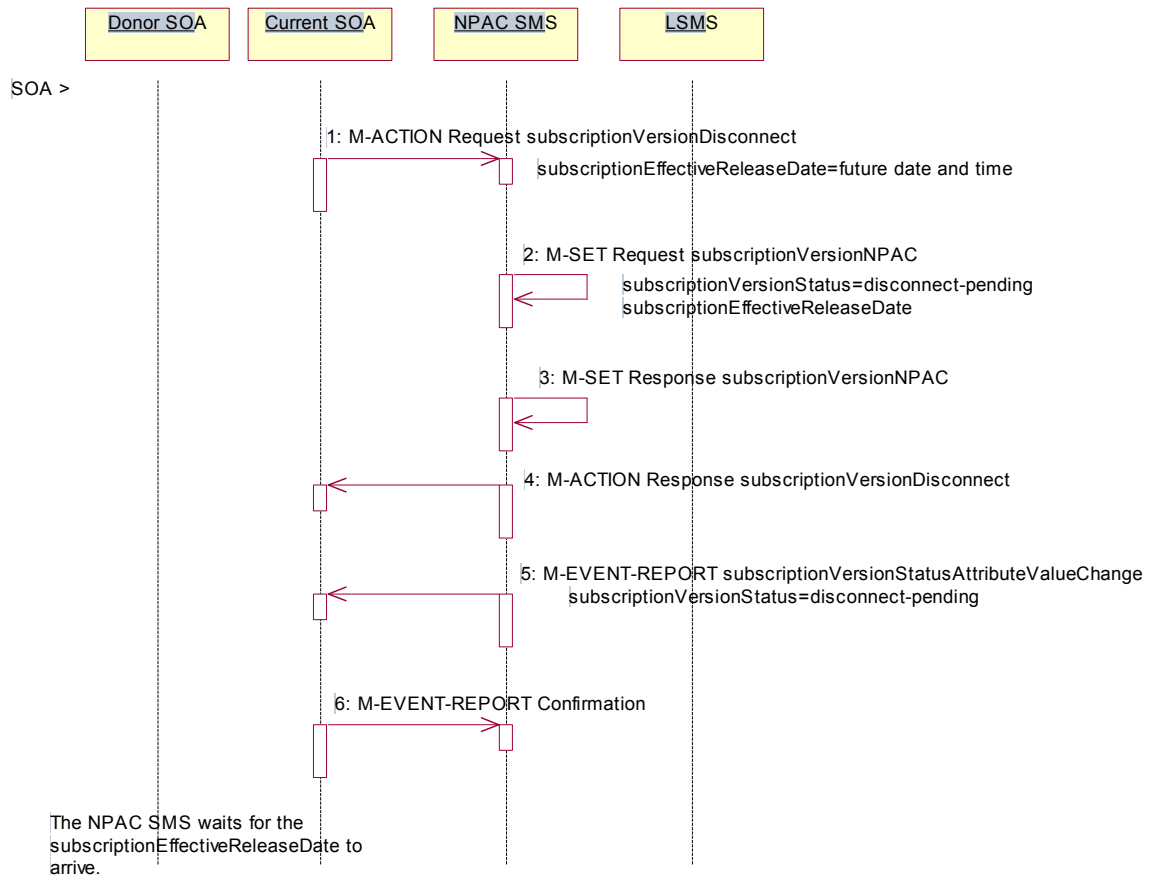 Donor SOA
Current SOA
NPAC SMS
LSMS
SOA >
1: M-ACTION Request subscriptionVersionDisconnect
subscriptionEffectiveReleaseDate=future date and time
2: M-SET Request subscriptionVersionNPAC
subscriptionVersionStatus=disconnect-pending
subscriptionEffectiveReleaseDate
3: M-SET Response subscriptionVersionNPAC
4: M-ACTION Response subscriptionVersionDisconnect
5: M-EVENT-REPORT subscriptionVersionStatusAttributeValueChange
subscriptionVersionStatus=disconnect-pending
6: M-EVENT-REPORT Confirmation
The NPAC SMS waits for the
subscriptionEffectiveReleaseDate to
arrive.